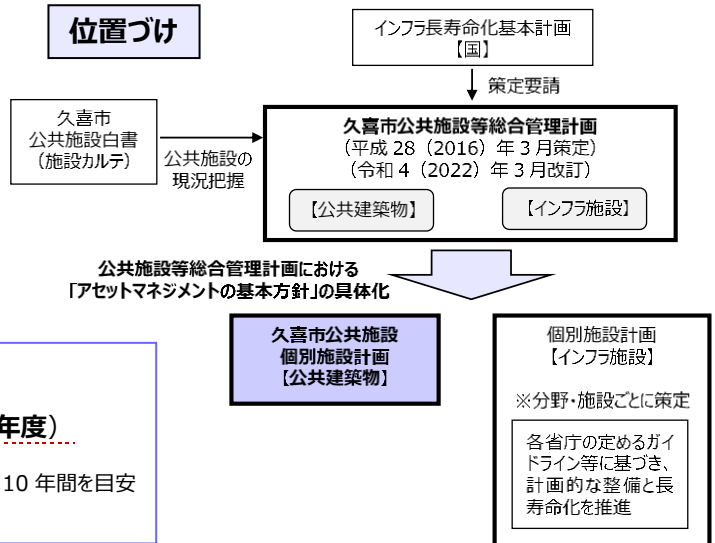 位置づけ
インフラ長寿命化基本計画
【国】
策定要請
久喜市
公共施設白書
（施設カルテ）
公共施設の
現況把握
久喜市公共施設等総合管理計画
（平成 28（2016）年３月策定）
（令和４（2022）年３月改訂）
【公共建築物】
【インフラ施設】
公共施設等総合管理計画における
「アセットマネジメントの基本方針」の具体化
久喜市公共施設
個別施設計画
【公共建築物】
個別施設計画
【インフラ施設】
※分野・施設ごとに策定
各省庁の定めるガイ
ドライン等に基づき、
計画的な整備と長
寿命化を推進
年度）
10 年間を目安